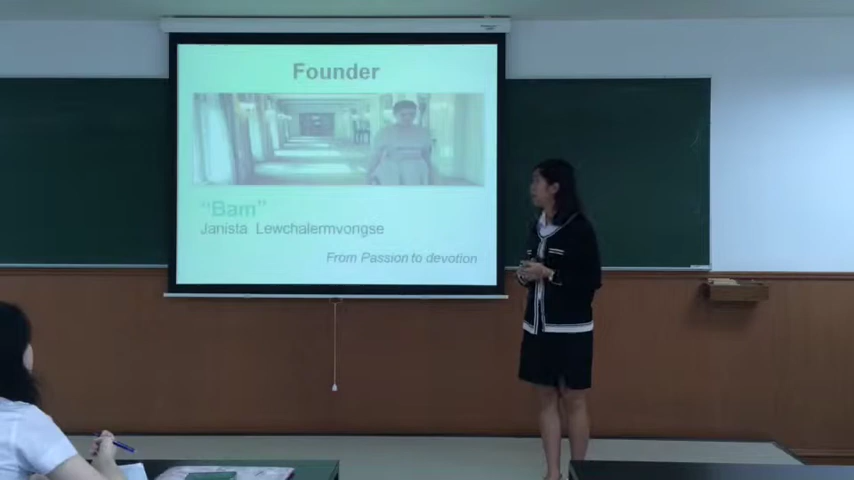 Founder
"Bam"
Janista Lewchalermvongse
From Passion to devotion